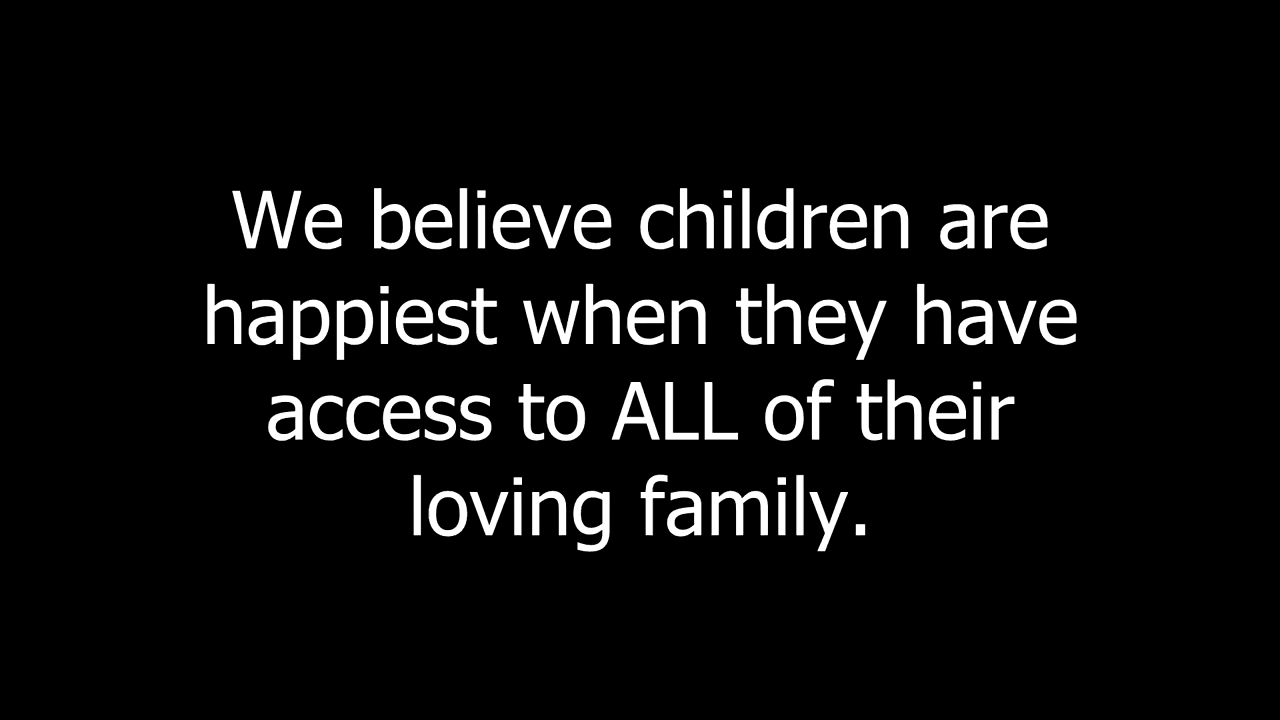 We believe children are
happiest when they have
access to ALL of their
loving family.